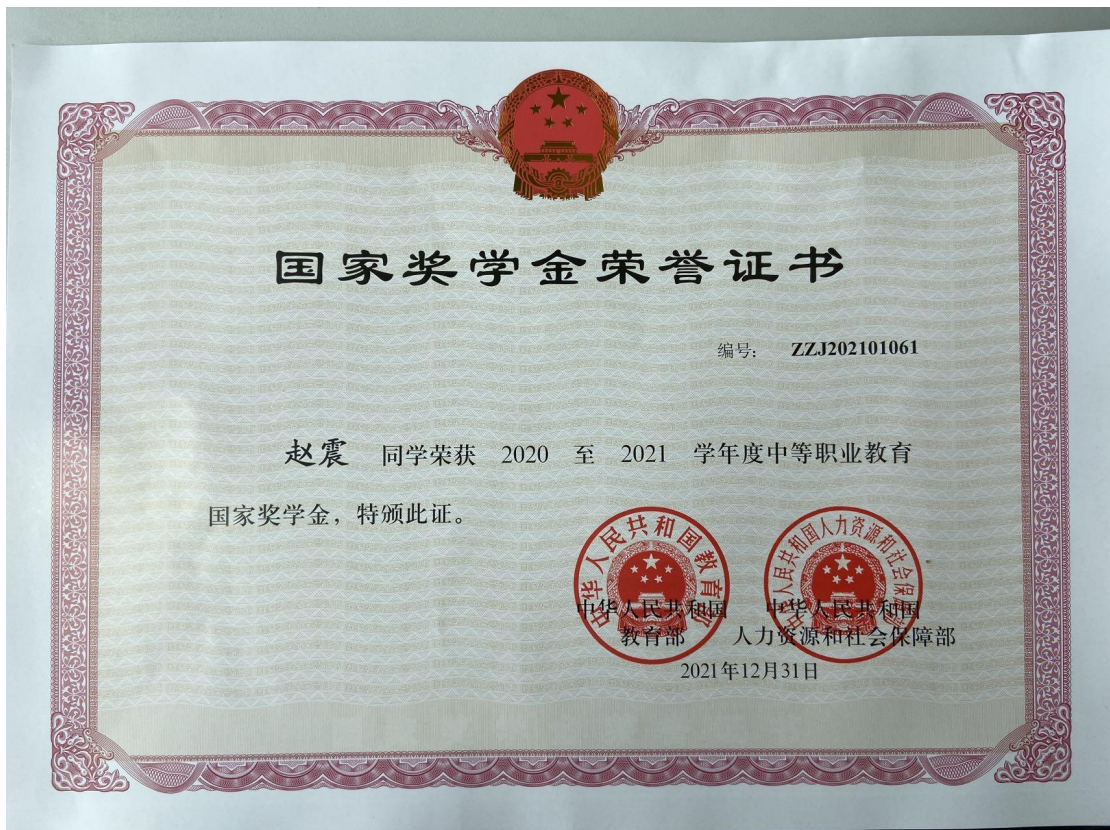 国家奖学金荣誉证书
编号： ZZJ202101061
赵震 同学荣获 2020 至 2021 学年度中等职业教育
国家奖学金，特颁此证。
中华人民共和国教育部
中华人民共和国人力资源和社会保障部
中华人民共和国 中华人民共和国
教育部 人力资源和社会保障部
2021年12月31日